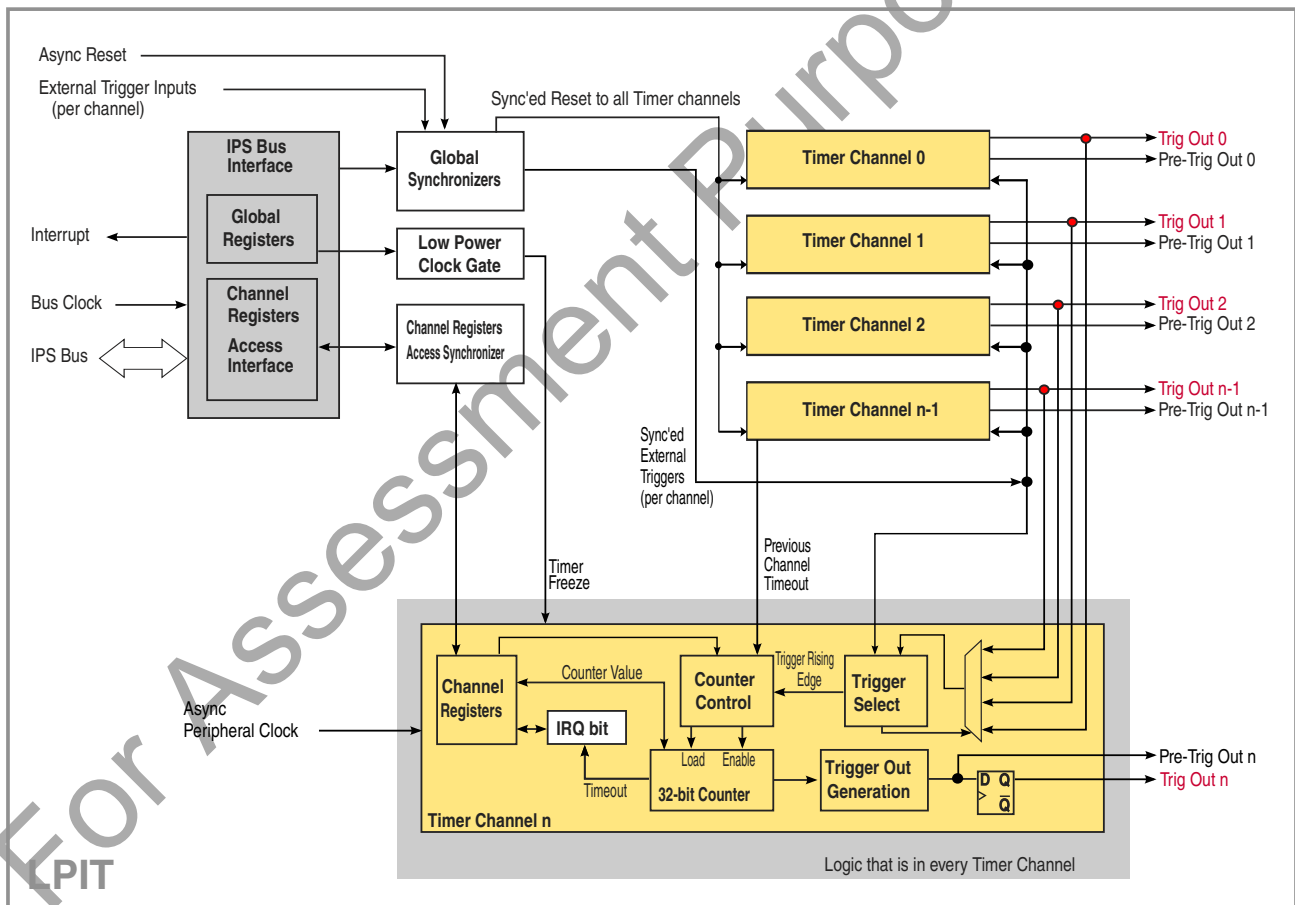 Async Reset
External Trigger Inputs
(per channel)
Sync'ed Reset to all Timer channels
IPS Bus
Interface
Global
Registers
Channel
Registers
Access
Interface
Interrupt
Bus Clock
IPS Bus
Global
Synchronizers
Low Power
Clock Gate
Channel Registers
Access Synchronizer
Timer Channel 0
Timer Channel 1
Timer Channel 2
Timer Channel n-1
Trig Out 0
Pre-Trig Out 0
Trig Out 1
Pre-Trig Out 1
Trig Out 2
Pre-Trig Out 2
Trig Out n-1
Pre-Trig Out n-1
Sync'ed
External
Triggers
(per channel)
Timer
Freeze
Previous
Channel
Timeout
Async
Peripheral Clock
Channel
Registers
Counter Value
IRQ bit
Timeout
Counter
Control
Load
Enable
32-bit Counter
Trigger Rising
Edge
Trigger
Select
Trigger Out
Generation
D Q
Q
Pre-Trig Out n
Trig Out n
Timer Channel n
Logic that is in every Timer Channel
LPIT
For Assessment Purpo